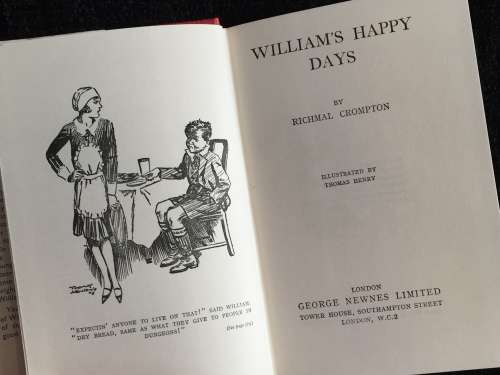 "EXPECTIN' ANYONE TO LIVE ON THAT!" SAID WILLIAM.
"DRY BREAD, SAME AS WHAT THEY GIVE TO PEOPLE IN
DUNGEONS!"
WILLIAM'S HAPPY
DAYS
BY
RICHMAL CROMPTON
ILLUSTRATED BY
THOMAS HENRY
LONDON
GEORGE NEWNES LIMITED
TOWER HOUSE, SOUTHAMPTON STREET
LONDON, W.C.2